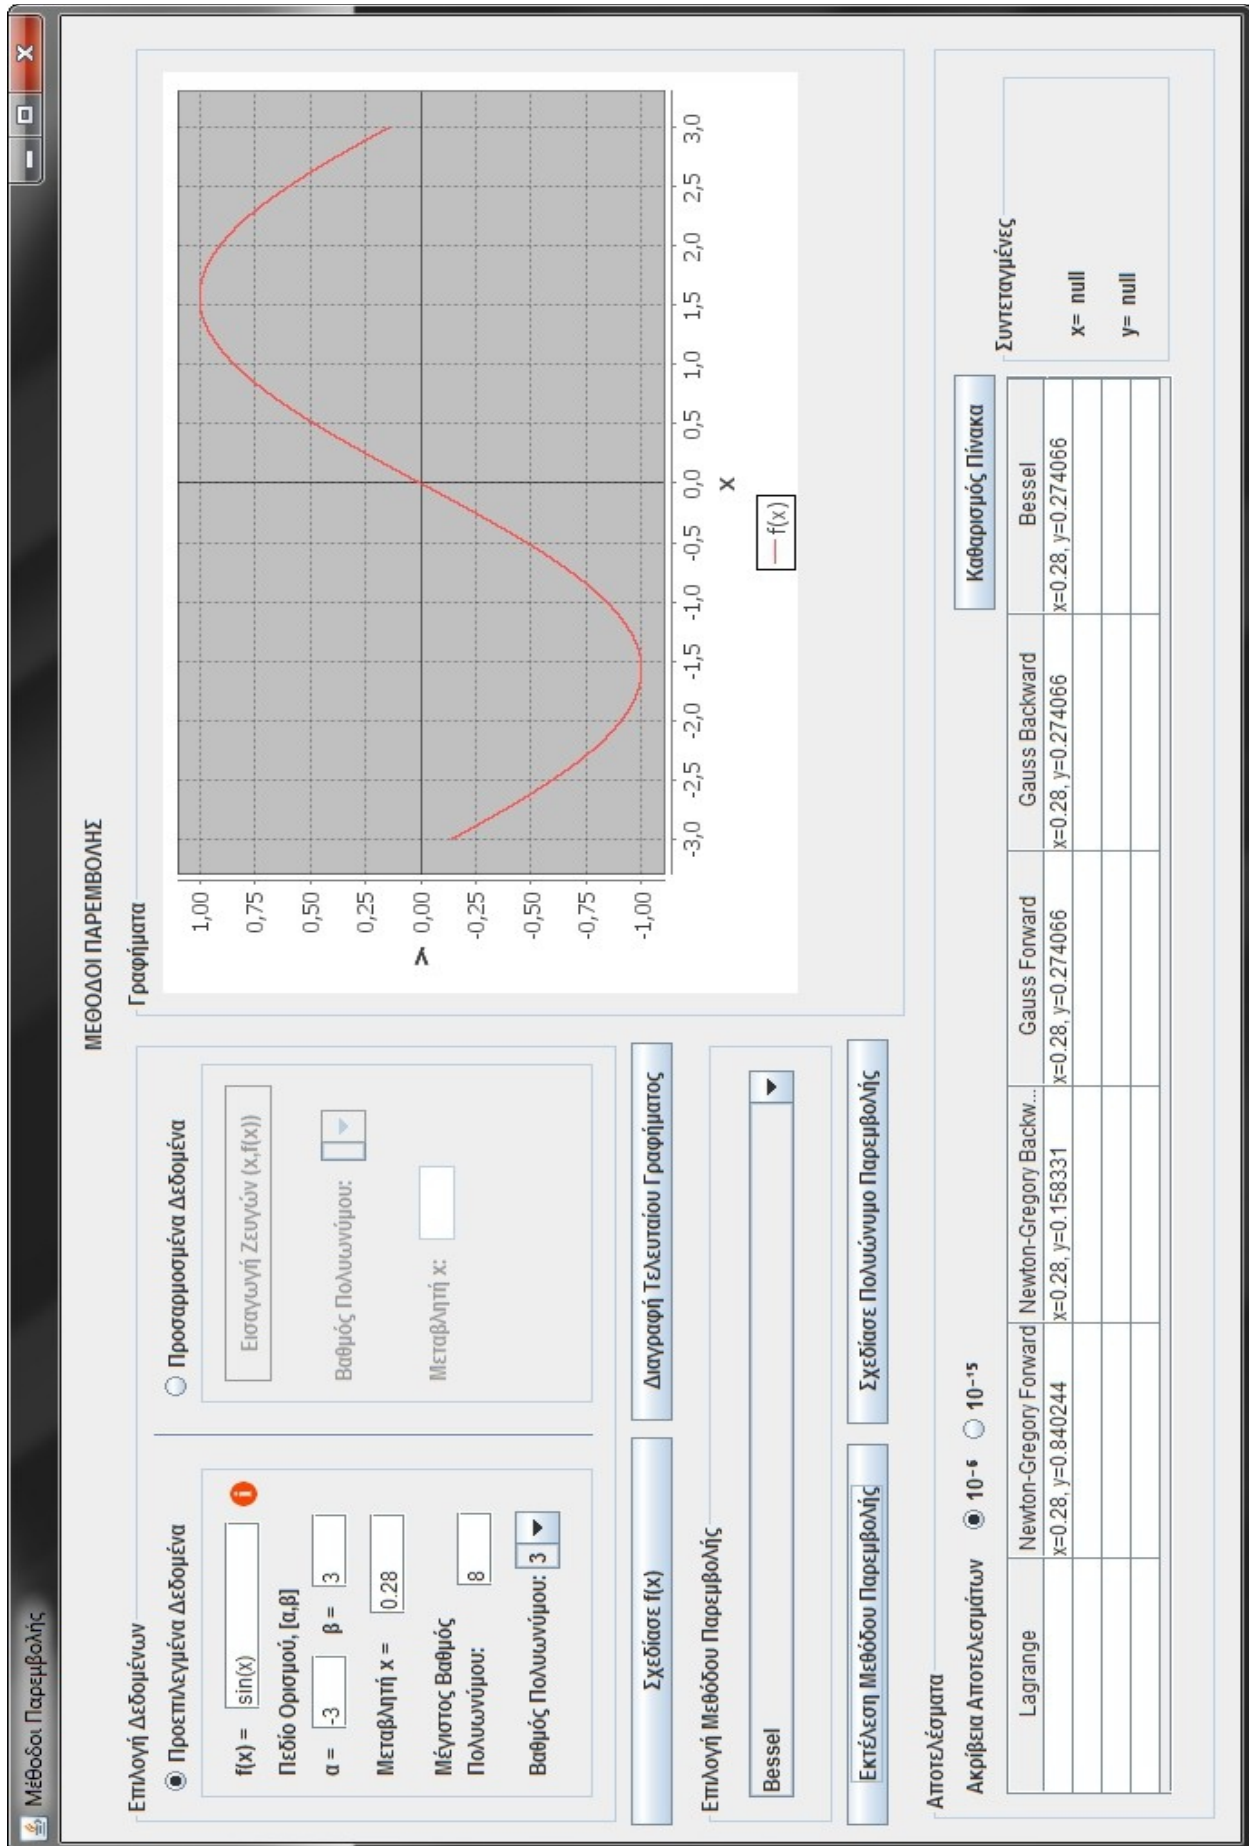 Μέθοδοι Παρεμβολής
ΜΕΘΟΔΟΙ ΠΑΡΕΜΒΟΛΗΣ
Επιλογή Δεδομένων
Προεπιλεγμένα Δεδομένα
f(x) = sin(x)
Πεδίο Ορισμού, [α,β]
α = -3 β = 3
Μεταβλητή x = 0.28
Μέγιστος Βαθμός
Πολυωνύμου: 8
Βαθμός Πολυωνύμου: 3
Προσαρμοσμένα Δεδομένα
Εισαγωγή Ζευγών (x,f(x))
Βαθμός Πολυωνύμου:
Μεταβλητή x:
Σχεδίασε f(x)
Διαγραφή Τελευταίου Γραφήματος
Επιλογή Μεθόδου Παρεμβολής
Bessel
Εκτέλεση Μεθόδου Παρεμβολής
Σχεδίασε Πολυώνυμο Παρεμβολής
Γραφήματα
1,00
0,75
0,50
0,25
0,00
-0,25
-0,50
-0,75
-1,00
Y
-3,0 -2,5 -2,0 -1,5 -1,0 -0,5 0,0 0,5 1,0 1,5 2,0 2,5 3,0
X
f(x)
Αποτελέσματα
Ακρίβεια Αποτελεσμάτων 10⁻⁶ 10⁻¹⁵
Καθαρισμός Πίνακα
Lagrange Newton-Gregory Forward Newton-Gregory Backw... Gauss Forward Gauss Backward Bessel
x=0.28, y=0.840244 x=0.28, y=0.158331 x=0.28, y=0.274066 x=0.28, y=0.274066 x=0.28, y=0.274066
Συντεταγμένες
x= null
y= null